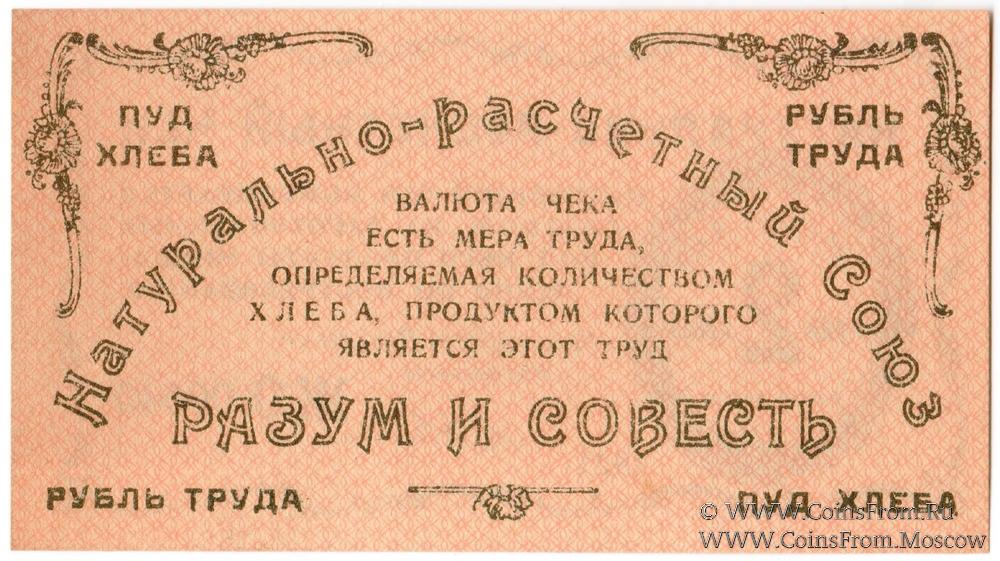 ПУД
ХЛЕБА
РУБЛЬ
ТРУДА
Натурально-расчетный Союз
ВАЛЮТА ЧЕКА
ЕСТЬ МЕРА ТРУДА,
ОПРЕДЕЛЯЕМАЯ КОЛИЧЕСТВОМ
ХЛЕБА, ПРОДУКТОМ КОТОРОГО
ЯВЛЯЕТСЯ ЭТОТ ТРУД
РАЗУМ И СОВЕСТЬ
РУБЛЬ ТРУДА
ПУД ХЛЕБА
© WWW.CoinsFrom.Ru
WWW.CoinsFrom.Moscow